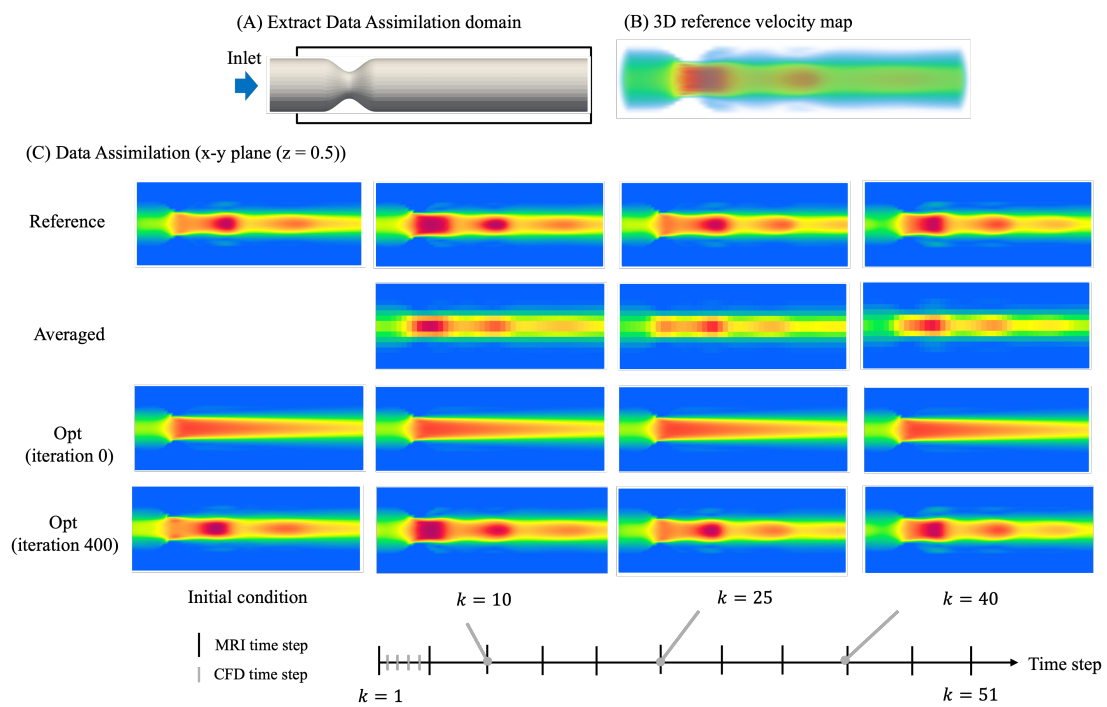 (A) Extract Data Assimilation domain
(B) 3D reference velocity map
Inlet
(C) Data Assimilation (x-y plane (z = 0.5))
Reference
Averaged
Opt
(iteration 0)
Opt
(iteration 400)
Initial condition
k = 10
k = 25
k = 40
MRI time step
CFD time step
Time step
k = 1
k = 51